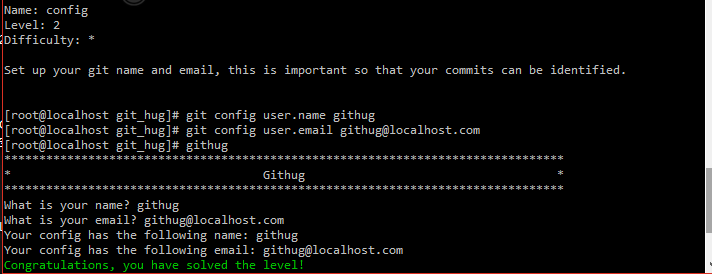 Name: config
Level: 2
Difficulty: *
Set up your git name and email, this is important so that your commits can be identified.
[root@localhost git_hug]# git config user.name githug
[root@localhost git_hug]# git config user.email githug@localhost.com
[root@localhost git_hug]# githug
********************************************************************************
* Githug *
********************************************************************************
What is your name? githug
What is your email? githug@localhost.com
Your config has the following name: githug
Your config has the following email: githug@localhost.com
Congratulations, you have solved the level!